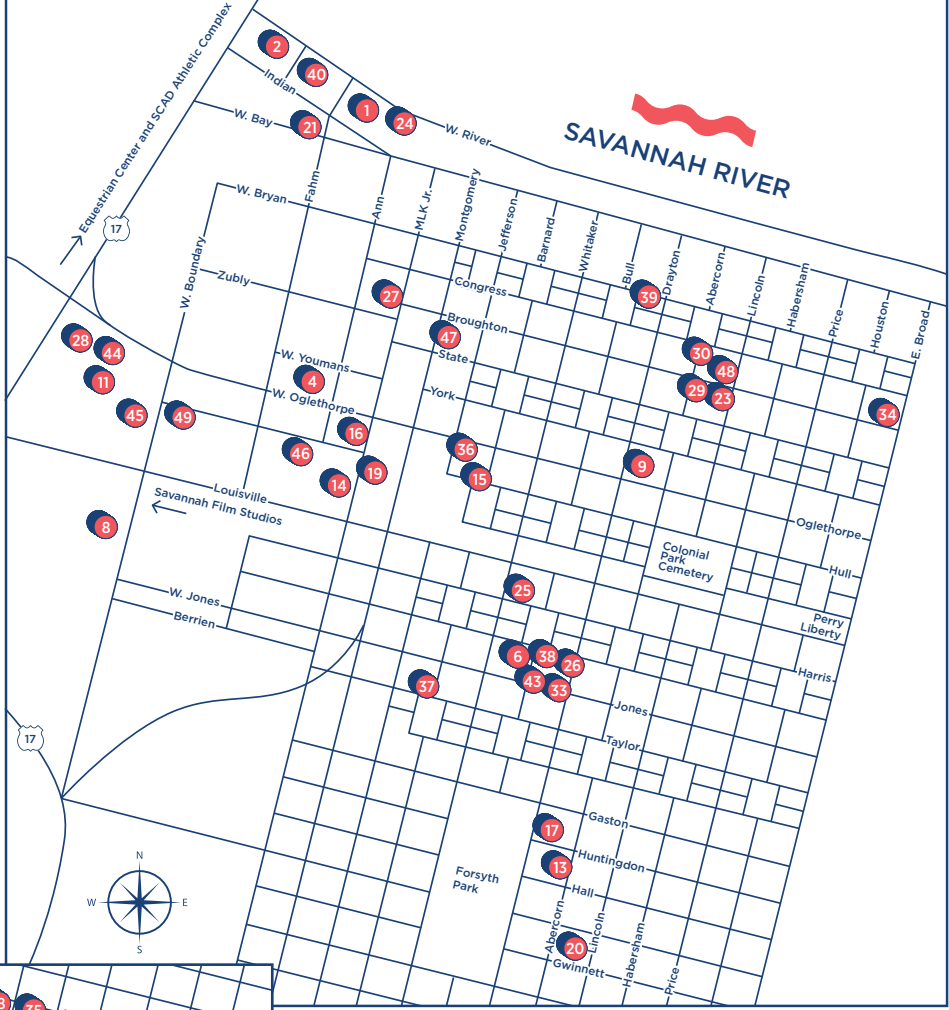 Equestrian Center and SCAD Athletic Complex
2
40
Indian
1
24
W. River
21
W. Bay
SAVANNAH RIVER
17
Fahm
Ann
MLK Jr.
Montgomery
Jefferson
Barnard
Whitaker
Bull
Drayton
Abercorn
Lincoln
Habersham
Price
Houston
E. Broad
W. Bryan
W. Boundary
Zubly
27
Congress
39
Broughton
47
State
28
44
11
45
49
W. Youmans
4
W. Oglethorpe
York
30
48
29
23
34
16
46
19
14
36
15
9
Louisville
Savannah Film Studios
8
Oglethorpe
Colonial
Park
Cemetery
Hull
25
W. Jones
Berrien
Perry
Liberty
6
38
26
43
33
37
Harris
Jones
Taylor
17
17
Gaston
13
Huntingdon
Hall
Forsyth
Park
N
W
E
S
Abercorn
Lincoln
Habersham
Price
20
Gwinnett
35